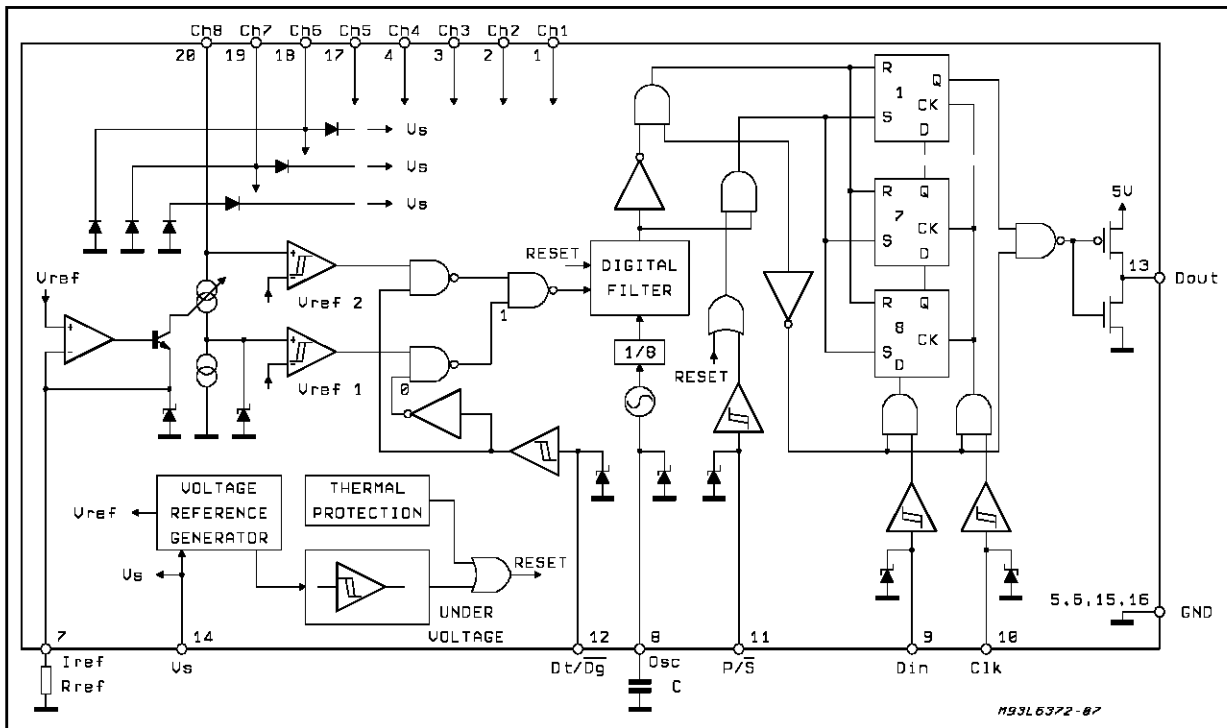 Ch8 Ch7 Ch6 Ch5 Ch4 Ch3 Ch2 Ch1
20 19 18 17 4 3 2 1
Vs
Vs
Vs
R Q
1
CK
S
D
R Q
7
CK
S
D
R Q
8
CK
S
D
5V
13
Dout
Vref
+
-
+
-
Vref 2
+
-
Vref 1
1
0
RESET
DIGITAL
FILTER
1/8
RESET
VOLTAGE
REFERENCE
GENERATOR
Vref
Vs
THERMAL
PROTECTION
RESET
UNDER
VOLTAGE
5,6,15,16
GND
7 14 12 8 11 9 10
Iref Vs Dt/D̅g̅ Osc P/S̅ Din Clk
Rref
C
M93L6372-07